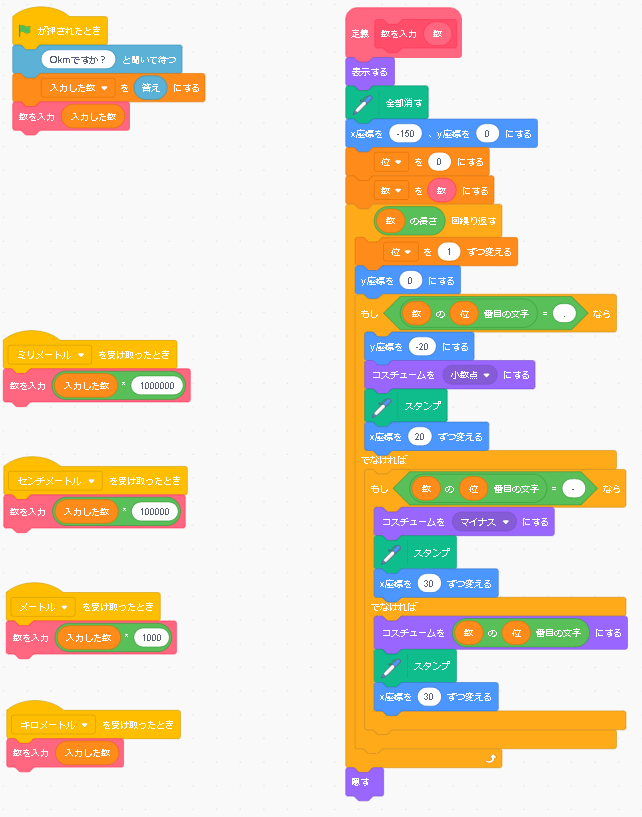 が押されたとき
0kmですか？ と聞いて待つ
入力した数 を 答え にする
数を入力 入力した数
ミリメートル を受け取ったとき
数を入力 入力した数 * 1000000
センチメートル を受け取ったとき
数を入力 入力した数 * 100000
メートル を受け取ったとき
数を入力 入力した数 * 1000
キロメートル を受け取ったとき
数を入力 入力した数
定義 数を入力 数
表示する
全部消す
x座標を -150 、y座標を 0 にする
位 を 0 にする
数 を 数 にする
数 の長さ 回繰り返す
位 を 1 ずつ変える
y座標を 0 にする
もし 数 の 位 番目の文字 = . なら
y座標を -20 にする
コスチュームを 小数点 にする
スタンプ
x座標を 20 ずつ変える
でなければ
もし 数 の 位 番目の文字 = - なら
コスチュームを マイナス にする
スタンプ
x座標を 30 ずつ変える
でなければ
コスチュームを 数 の 位 番目の文字 にする
スタンプ
x座標を 30 ずつ変える
隠す